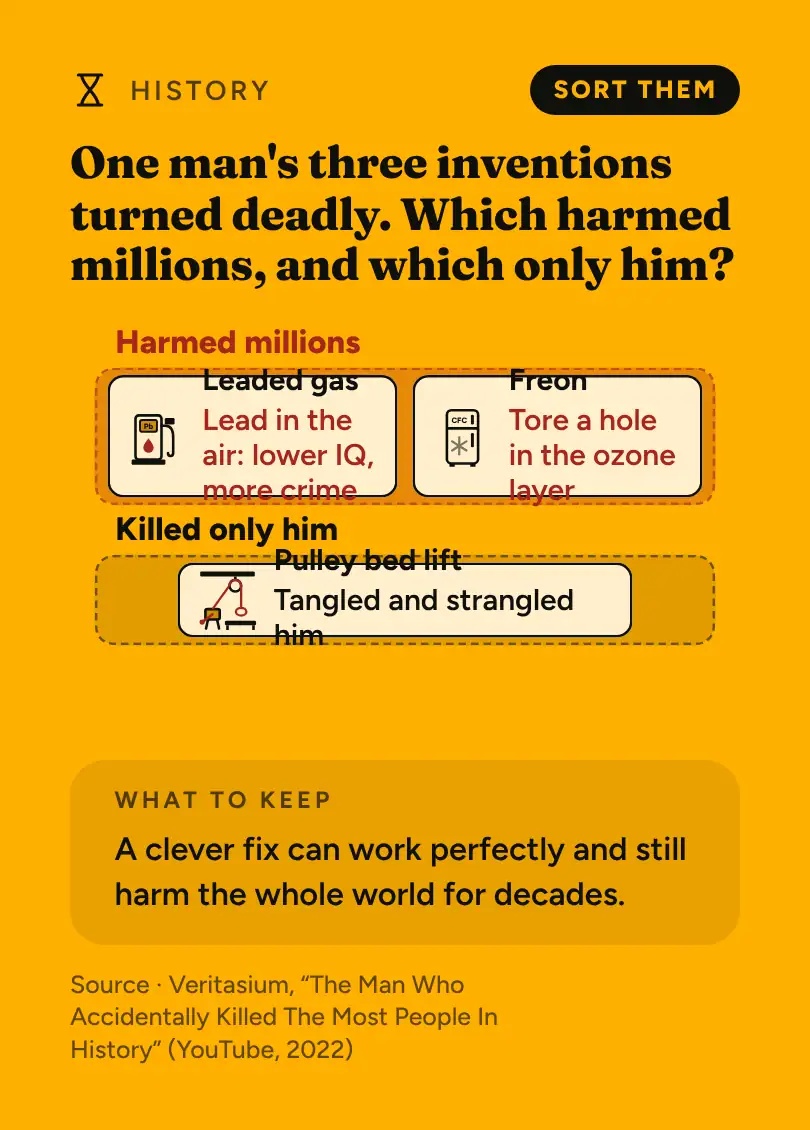 HISTORY
SORT THEM
One man's three inventions
turned deadly. Which harmed
millions, and which only him?
Harmed millions
Leaded gas
Pb
Lead in the
air: lower IQ,
more crime
Freon
CFC
Tore a hole
in the ozone
layer
Killed only him
Pulley bed lift
Tangled and strangled
him
WHAT TO KEEP
A clever fix can work perfectly and still
harm the whole world for decades.
Source · Veritasium, “The Man Who
Accidentally Killed The Most People In
History” (YouTube, 2022)